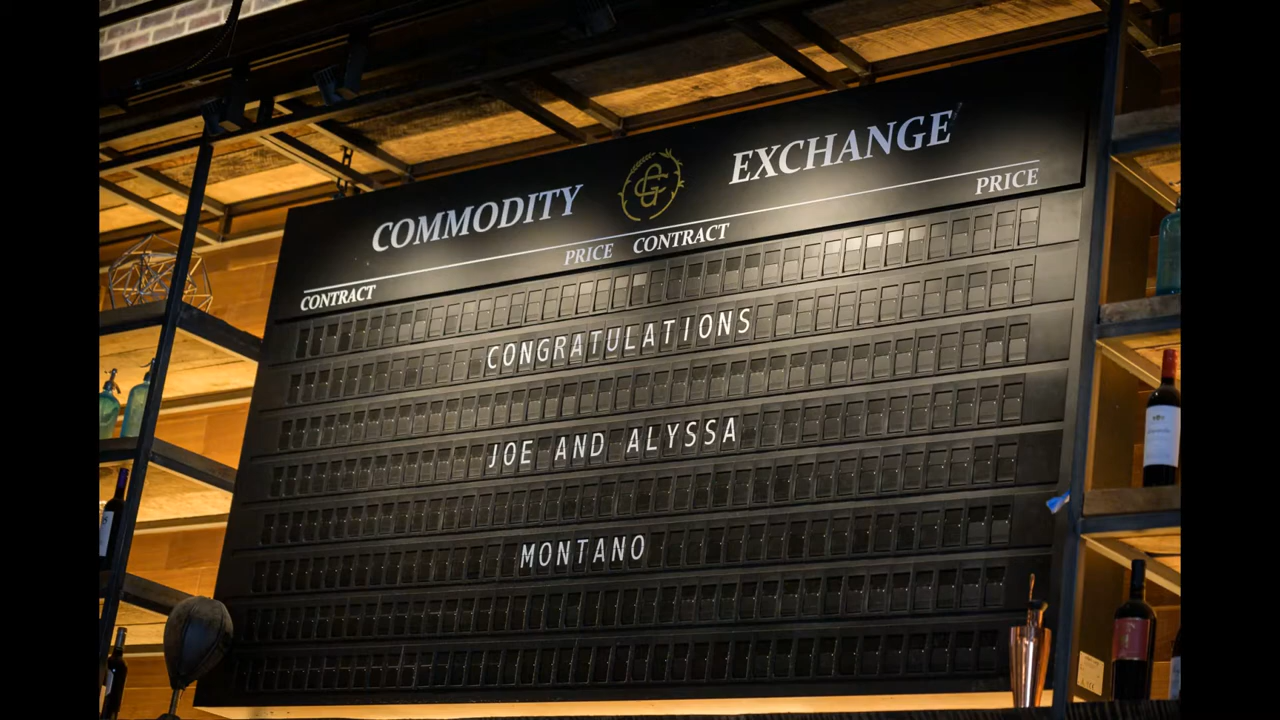 COMMODITY EXCHANGE
CONTRACT PRICE CONTRACT PRICE
CONGRATULATIONS
JOE AND ALYSSA
MONTANO